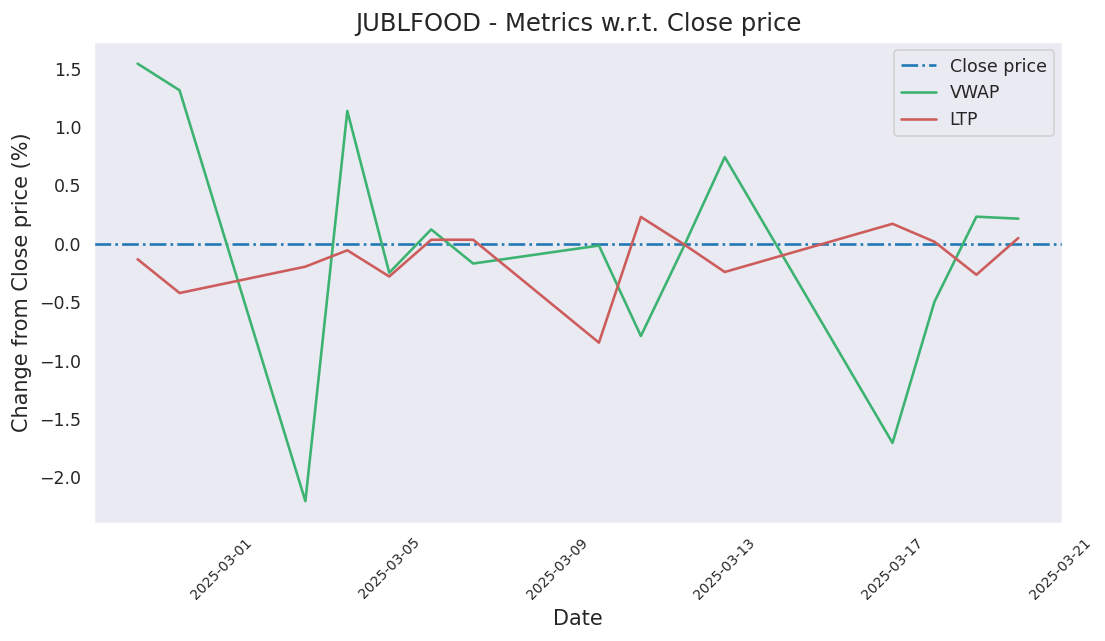 JUBLFOOD - Metrics w.r.t. Close price
Close price
VWAP
LTP
Change from Close price (%)
1.5
1.0
0.5
0.0
−0.5
−1.0
−1.5
−2.0
2025-03-01
2025-03-05
2025-03-09
2025-03-13
2025-03-17
2025-03-21
Date